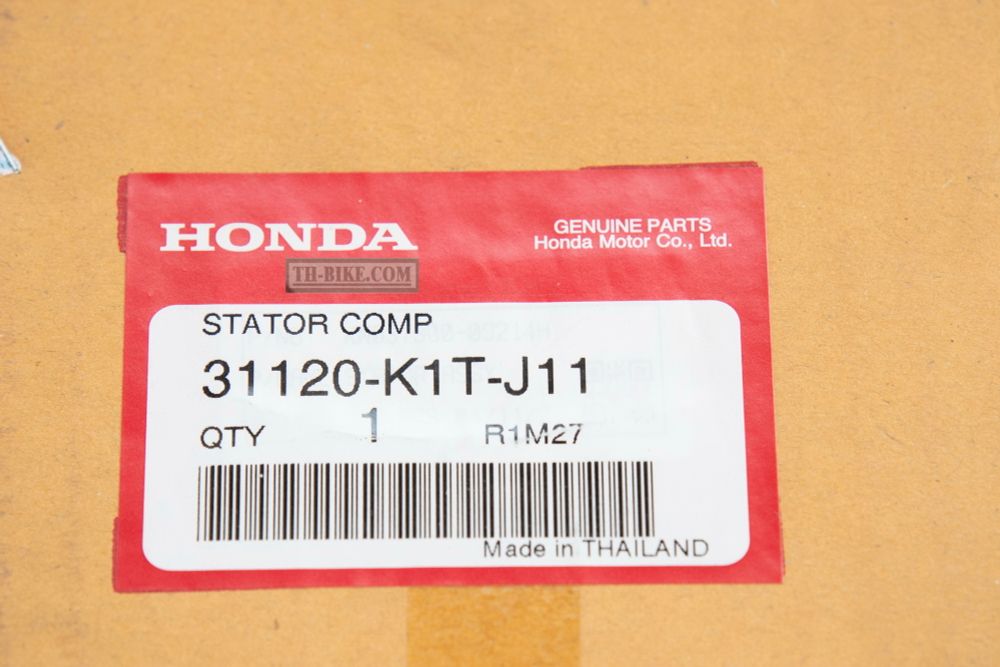 HONDA
GENUINE PARTS
Honda Motor Co., Ltd.
TH-BIKE.COM
STATOR COMP
31120-K1T-J11
QTY 1 R1M27
Made in THAILAND